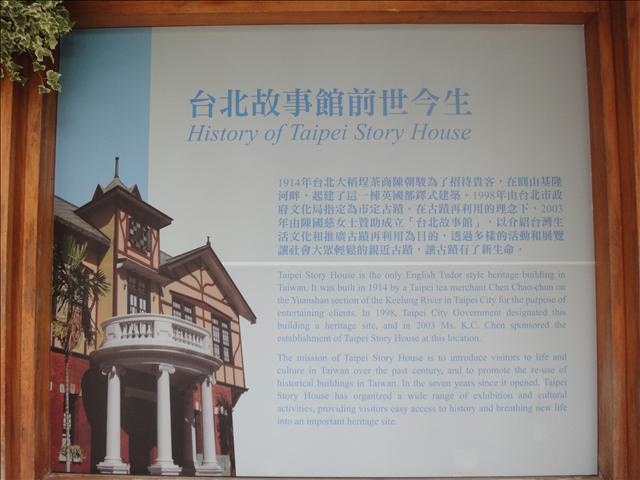 台北故事館前世今生
History of Taipei Story House
1914年台北大稻埕茶商陳朝駿為了招待貴客，在圓山基隆
河畔，起建了這一棟英國都鐸式建築。1998年由台北市政
府文化局指定為市定古蹟。在古蹟再利用的理念下，2003
年由陳國慈女士贊助成立「台北故事館」，以介紹台灣生
活文化和推廣古蹟再利用為目的，透過多樣的活動和展覽
讓社會大眾輕鬆的親近古蹟，讓古蹟有了新生命。
Taipei Story House is the only English Tudor style heritage building in
Taiwan. It was built in 1914 by a Taipei tea merchant Chen Chao-chun on
the Yuanshan section of the Keelung River in Taipei City for the purpose of
entertaining clients. In 1998, Taipei City Government designated this
building a heritage site, and in 2003 Ms. K.C. Chen sponsored the
establishment of Taipei Story House at this location.
The mission of Taipei Story House is to introduce visitors to life and
culture in Taiwan over the past century, and to promote the re-use of
historical buildings in Taiwan. In the seven years since it opened, Taipei
Story House has organized a wide range of exhibition and cultural
activities, providing visitors easy access to history and breathing new life
into an important heritage site.